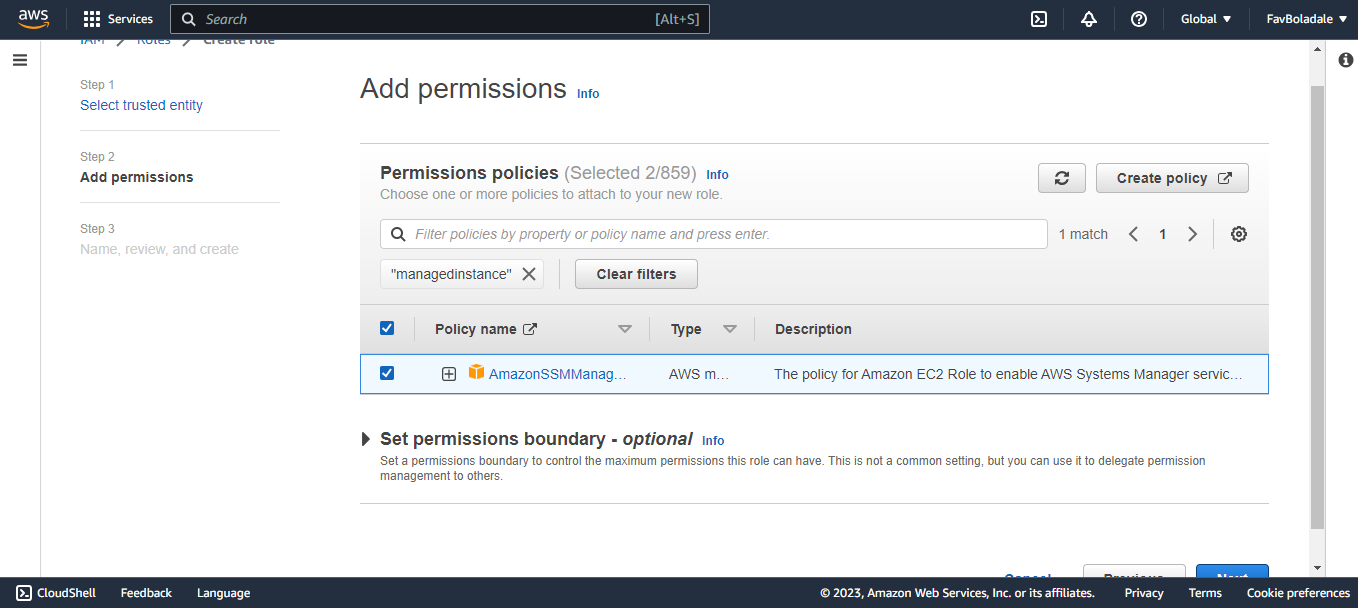 aws
Services
Search
[Alt+S]
Global
FavBoladale
IAM
Roles
Create role
Step 1
Select trusted entity
Step 2
Add permissions
Step 3
Name, review, and create
Add permissions Info
Permissions policies (Selected 2/859) Info
Choose one or more policies to attach to your new role.
Create policy
Filter policies by property or policy name and press enter.
1 match
1
"managedinstance"
Clear filters
Policy name
Type
Description
AmazonSSMManag...
AWS m...
The policy for Amazon EC2 Role to enable AWS Systems Manager servic...
Set permissions boundary - optional Info
Set a permissions boundary to control the maximum permissions this role can have. This is not a common setting, but you can use it to delegate permission
management to others.
Cancel
Previous
Next
CloudShell
Feedback
Language
© 2023, Amazon Web Services, Inc. or its affiliates.
Privacy
Terms
Cookie preferences